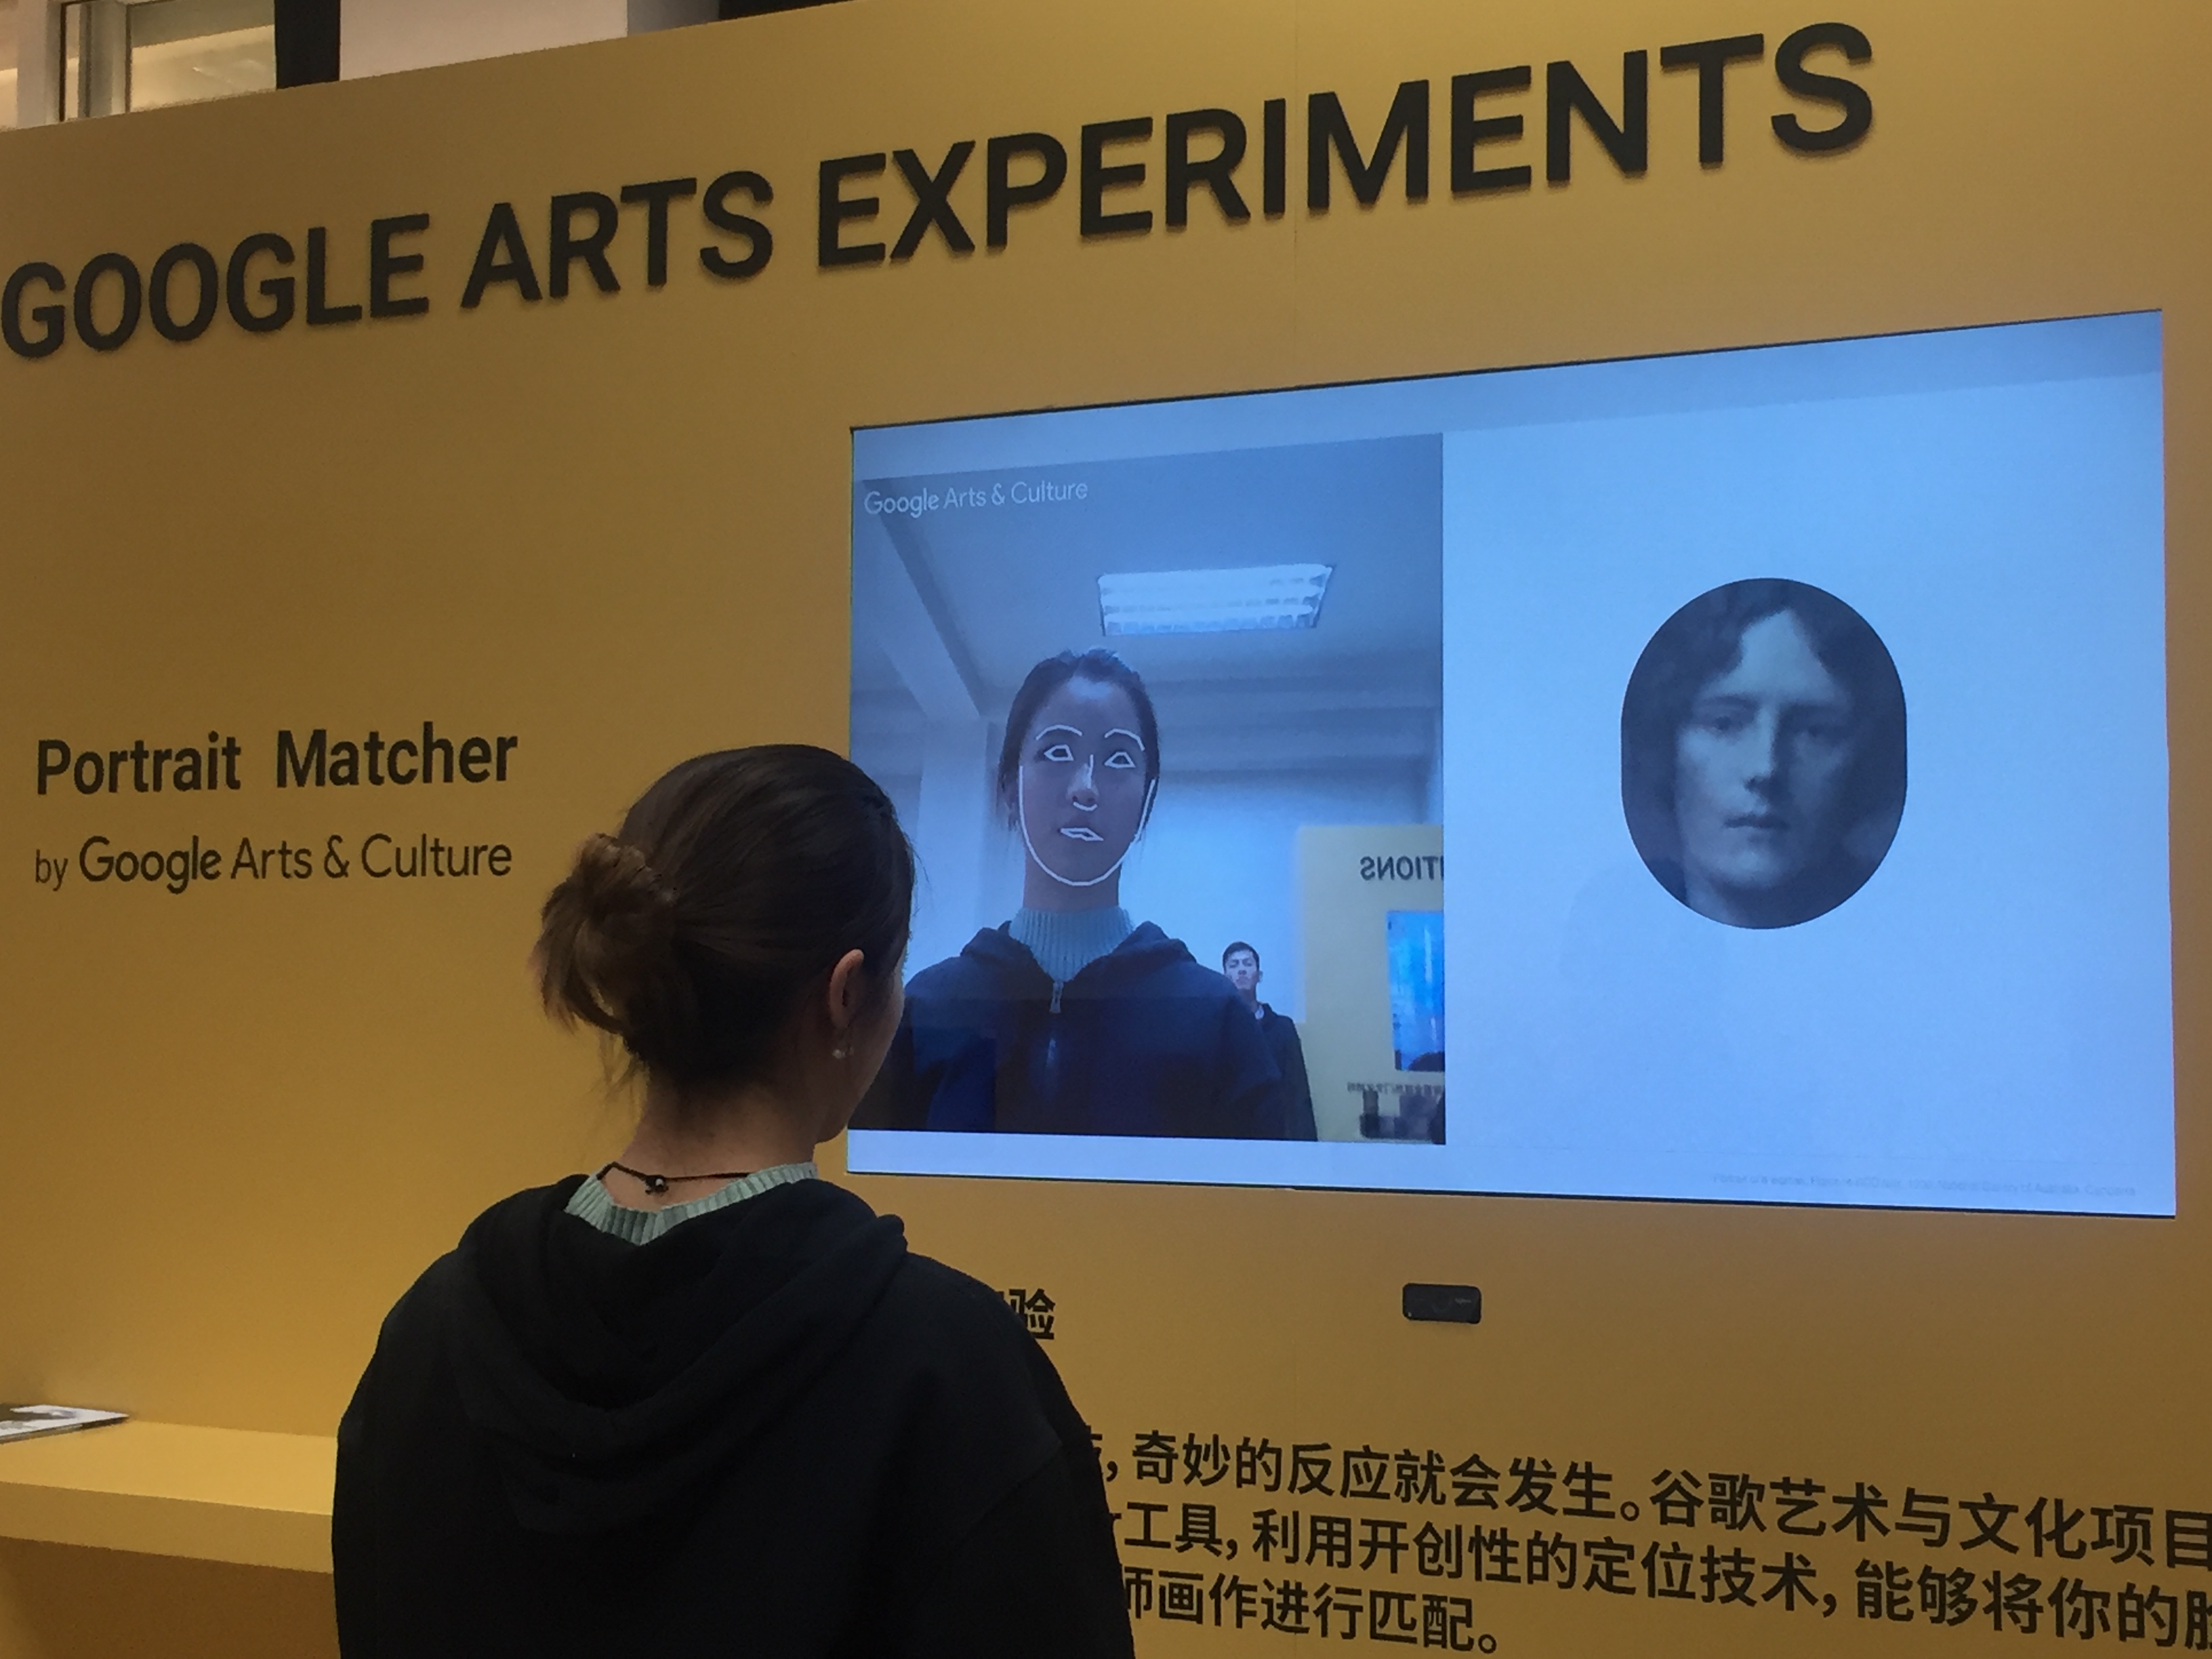 GOOGLE ARTS EXPERIMENTS
Google Arts & Culture
Portrait Matcher
by Google Arts & Culture
ITIONS
验
，奇妙的反应就会发生。谷歌艺术与文化项目
工具，利用开创性的定位技术，能够将你的脸
师画作进行匹配。